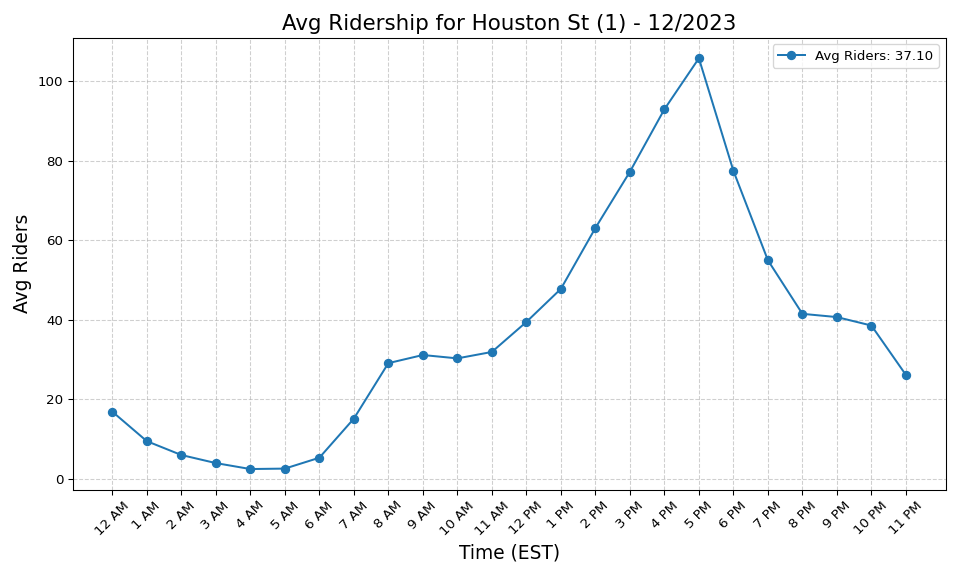 Avg Ridership for Houston St (1) - 12/2023
Avg Riders: 37.10
Avg Riders
100
80
60
40
20
0
12 AM
1 AM
2 AM
3 AM
4 AM
5 AM
6 AM
7 AM
8 AM
9 AM
10 AM
11 AM
12 PM
1 PM
2 PM
3 PM
4 PM
5 PM
6 PM
7 PM
8 PM
9 PM
10 PM
11 PM
Time (EST)